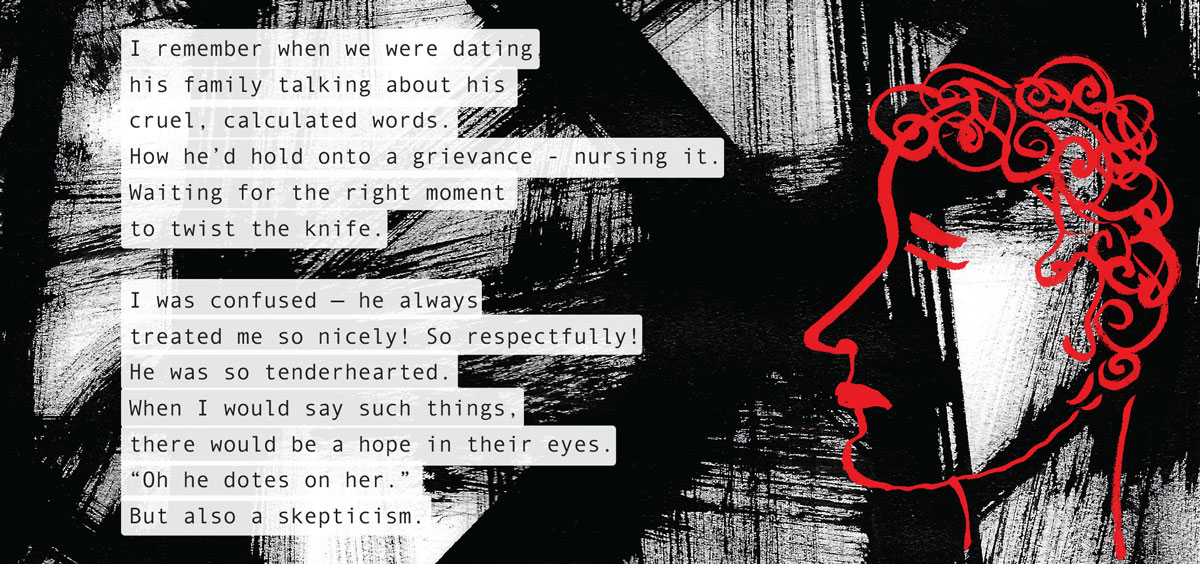 I remember when we were dating
his family talking about his
cruel, calculated words.
How he’d hold onto a grievance - nursing it.
Waiting for the right moment
to twist the knife.
I was confused — he always
treated me so nicely! So respectfully!
He was so tenderhearted.
When I would say such things,
there would be a hope in their eyes.
“Oh he dotes on her.”
But also a skepticism.